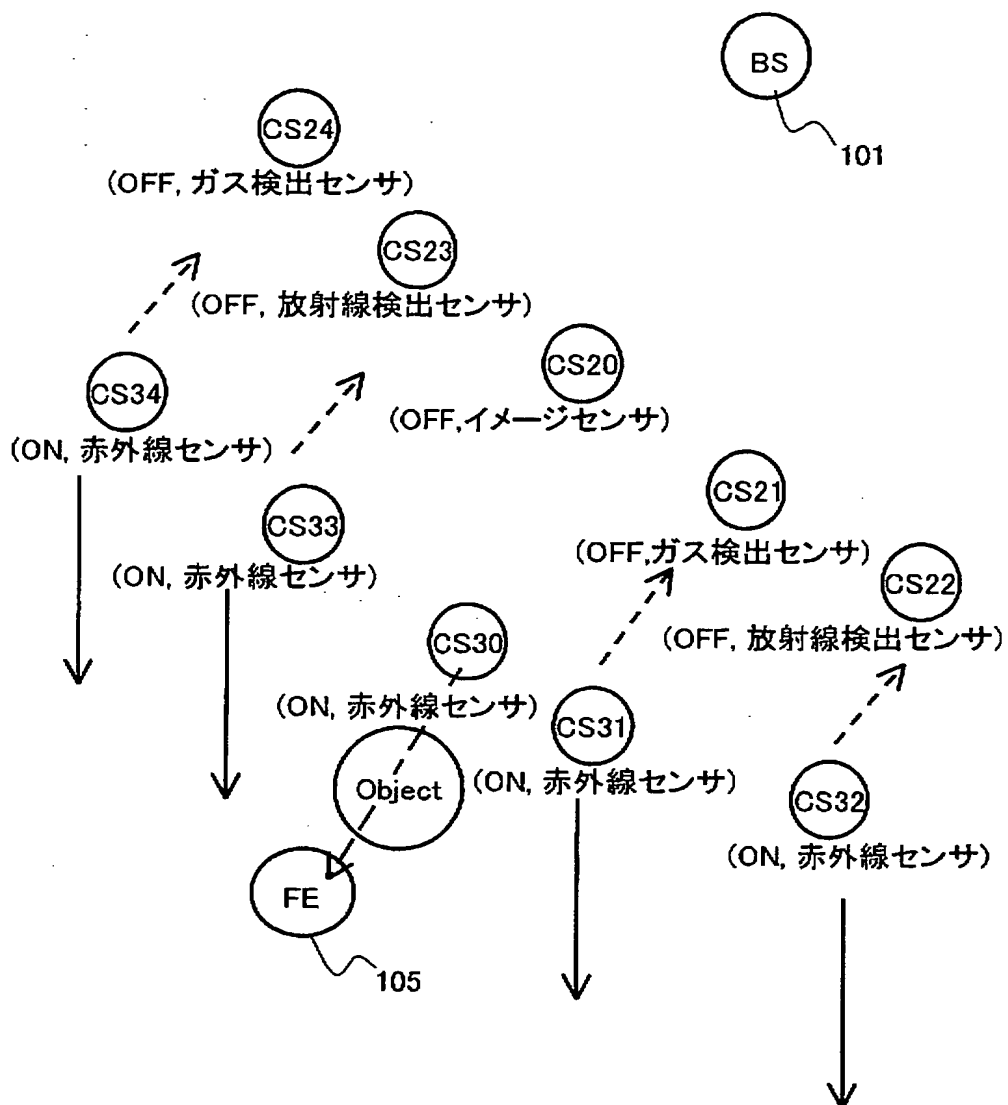 BS
101
CS24
(OFF, ガス検出センサ)
CS23
(OFF, 放射線検出センサ)
CS20
(OFF,イメージセンサ)
CS34
(ON, 赤外線センサ)
CS21
(OFF,ガス検出センサ)
CS33
(ON, 赤外線センサ)
CS22
(OFF, 放射線検出センサ)
CS30
(ON, 赤外線センサ)
CS31
(ON, 赤外線センサ)
Object
CS32
(ON, 赤外線センサ)
FE
105